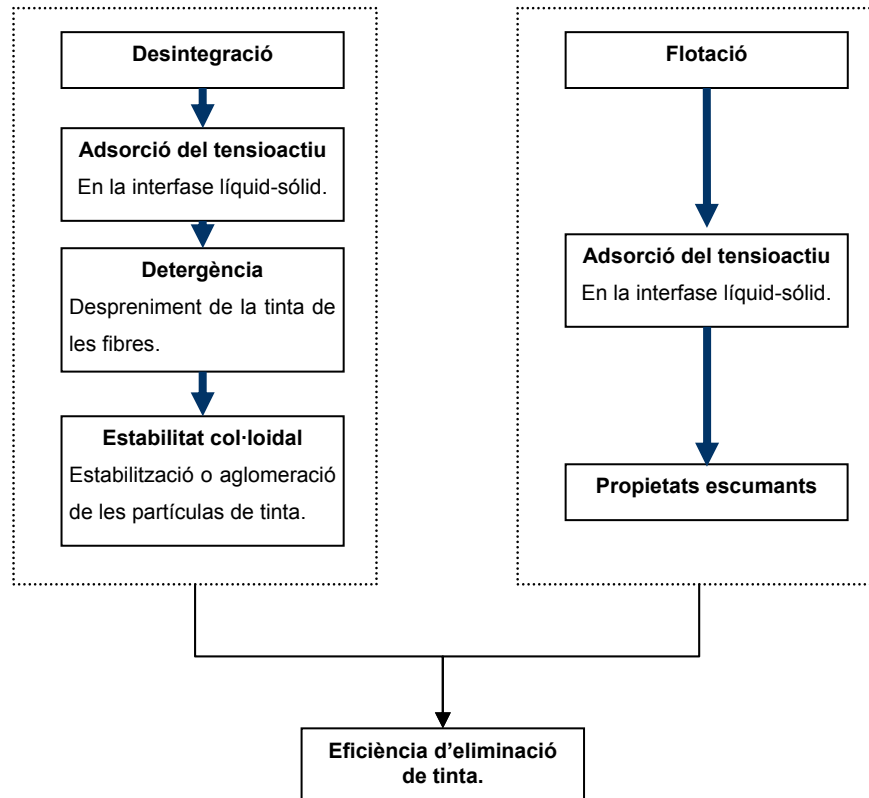 Desintegració
Adsorció del tensioactiu
En la interfase líquid-sólid.
Detergència
Despreniment de la tinta de
les fibres.
Estabilitat col·loidal
Estabilització o aglomeració
de les partículas de tinta.
Flotació
Adsorció del tensioactiu
En la interfase líquid-sólid.
Propietats escumants
Eficiència d’eliminació
de tinta.